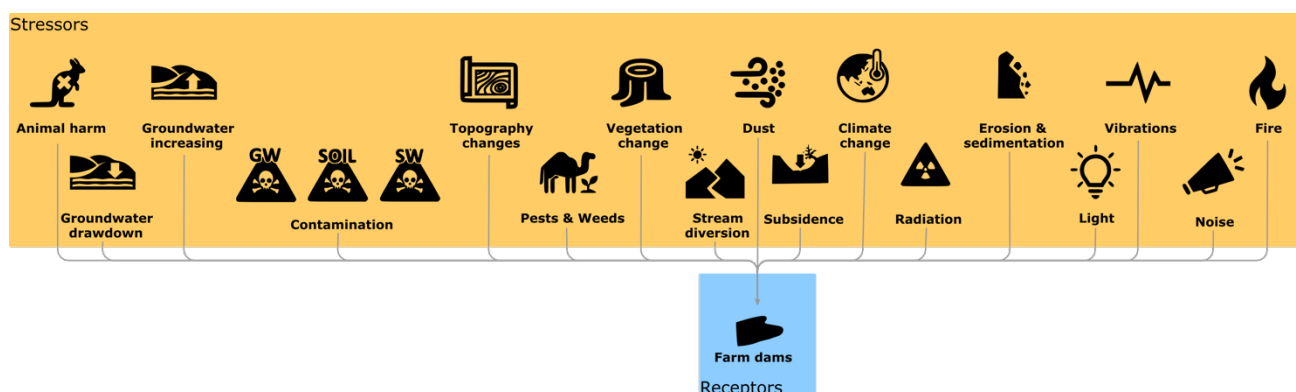 Stressors
Animal harm
Groundwater
increasing
Topography
changes
Vegetation
change
Dust
Climate
change
Erosion &
sedimentation
Vibrations
Fire
Groundwater
drawdown
GW
SOIL
SW
Contamination
Pests & Weeds
Stream
diversion
Subsidence
Radiation
Light
Noise
Farm dams
Receptors